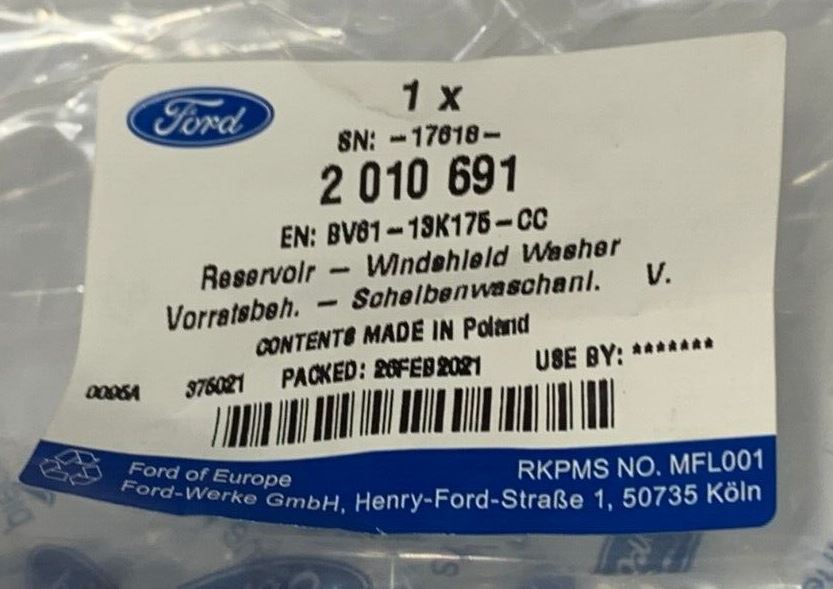 Ford
1 x
SN: -17618-
2 010 691
EN: BV61-13K175-CC
Reservoir - Windshield Washer
Vorratsbeh. - Scheibenwaschanl. V.
CONTENTS MADE IN Poland
376021 PACKED: 26FEB2021 USE BY: *******
Ford of Europe
RKPMS NO. MFL001
Ford-Werke GmbH, Henry-Ford-Straße 1, 50735 Köln